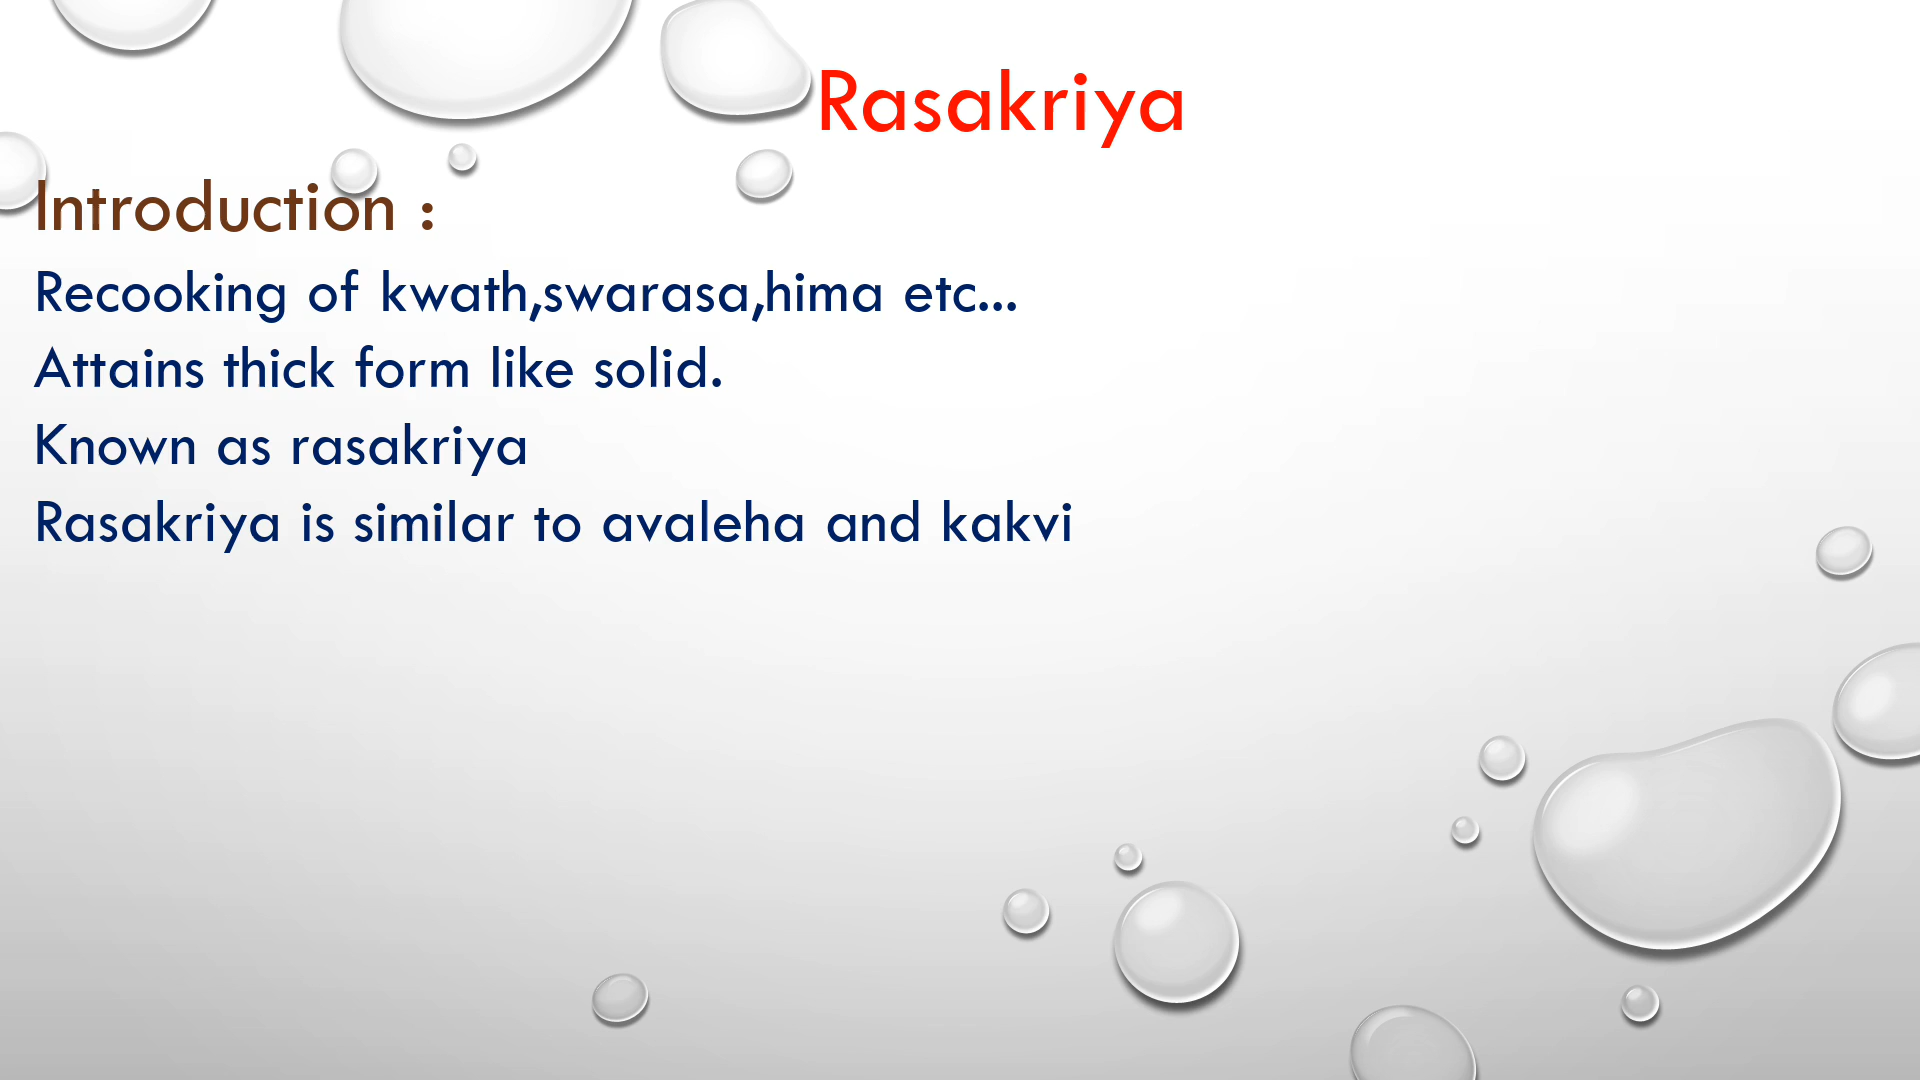 Rasakriya
Introduction :
Recooking of kwath,swarasa,hima etc...
Attains thick form like solid.
Known as rasakriya
Rasakriya is similar to avaleha and kakvi